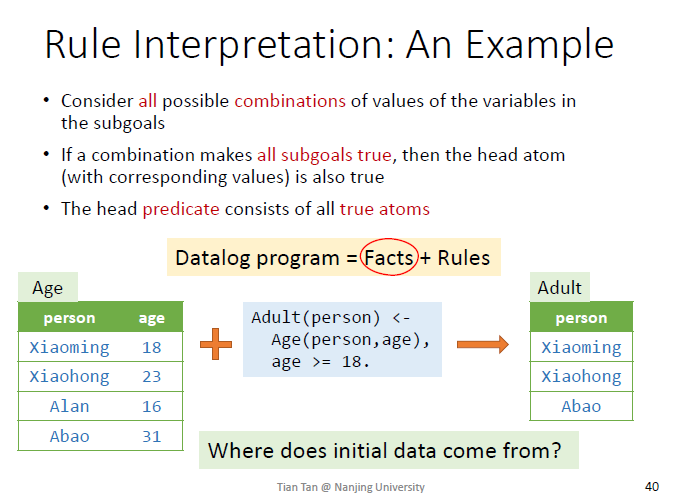 Rule Interpretation: An Example
• Consider all possible combinations of values of the variables in
the subgoals
• If a combination makes all subgoals true, then the head atom
(with corresponding values) is also true
• The head predicate consists of all true atoms
Datalog program = Facts + Rules
Age
person age
Xiaoming 18
Xiaohong 23
Alan 16
Abao 31
Adult(person) <-
Age(person,age),
age >= 18.
Adult
person
Xiaoming
Xiaohong
Abao
Where does initial data come from?
Tian Tan @ Nanjing University
40